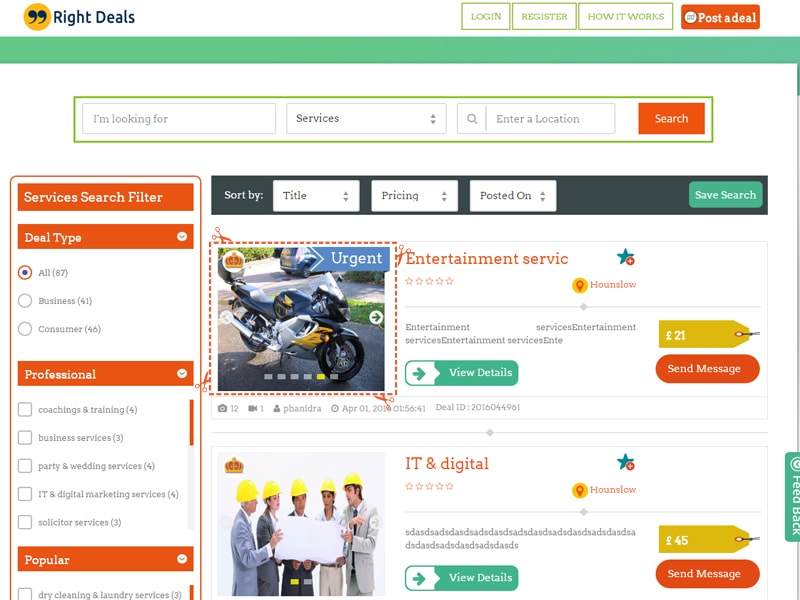 Right Deals
LOGIN
REGISTER
HOW IT WORKS
Post a deal
I'm looking for
Services
Enter a Location
Search
Services Search Filter
Deal Type
All (87)
Business (41)
Consumer (46)
Professional
coachings & training (4)
business services (3)
party & wedding services (4)
IT & digital marketing services (4)
solicitor services (3)
Popular
dry cleaning & laundry services (3)
Sort by:
Title
Pricing
Posted On
Save Search
Urgent
Entertainment servic
Hounslow
Entertainment servicesEntertainment
servicesEntertainment servicesEnte
£ 21
View Details
Send Message
12
1
phanidra
Apr 01, 2016 01:56:41
Deal ID : 2016044961
IT & digital
Hounslow
sdasdsadsdasdsadsdasdsadsdasdsadsdasdsadsdasdsa
dsdasdsadsdasdsadsdasds
£ 45
View Details
Send Message
Feed Back